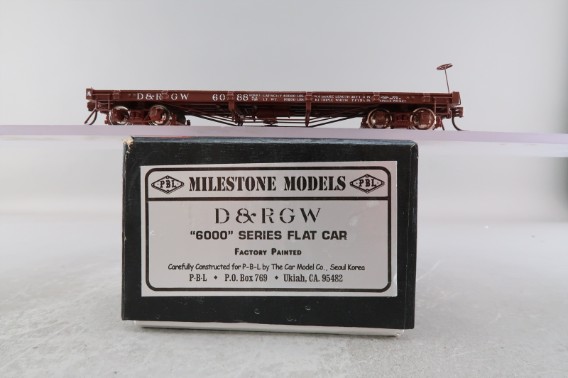 D&RGW 6068
PBL MILESTONE MODELS PBL
D&RGW
"6000" SERIES FLAT CAR
FACTORY PAINTED
Carefully Constructed for P-B-L by The Car Model Co., Seoul Korea
P-B-L • P.O. Box 769 • Ukiah, CA. 95482